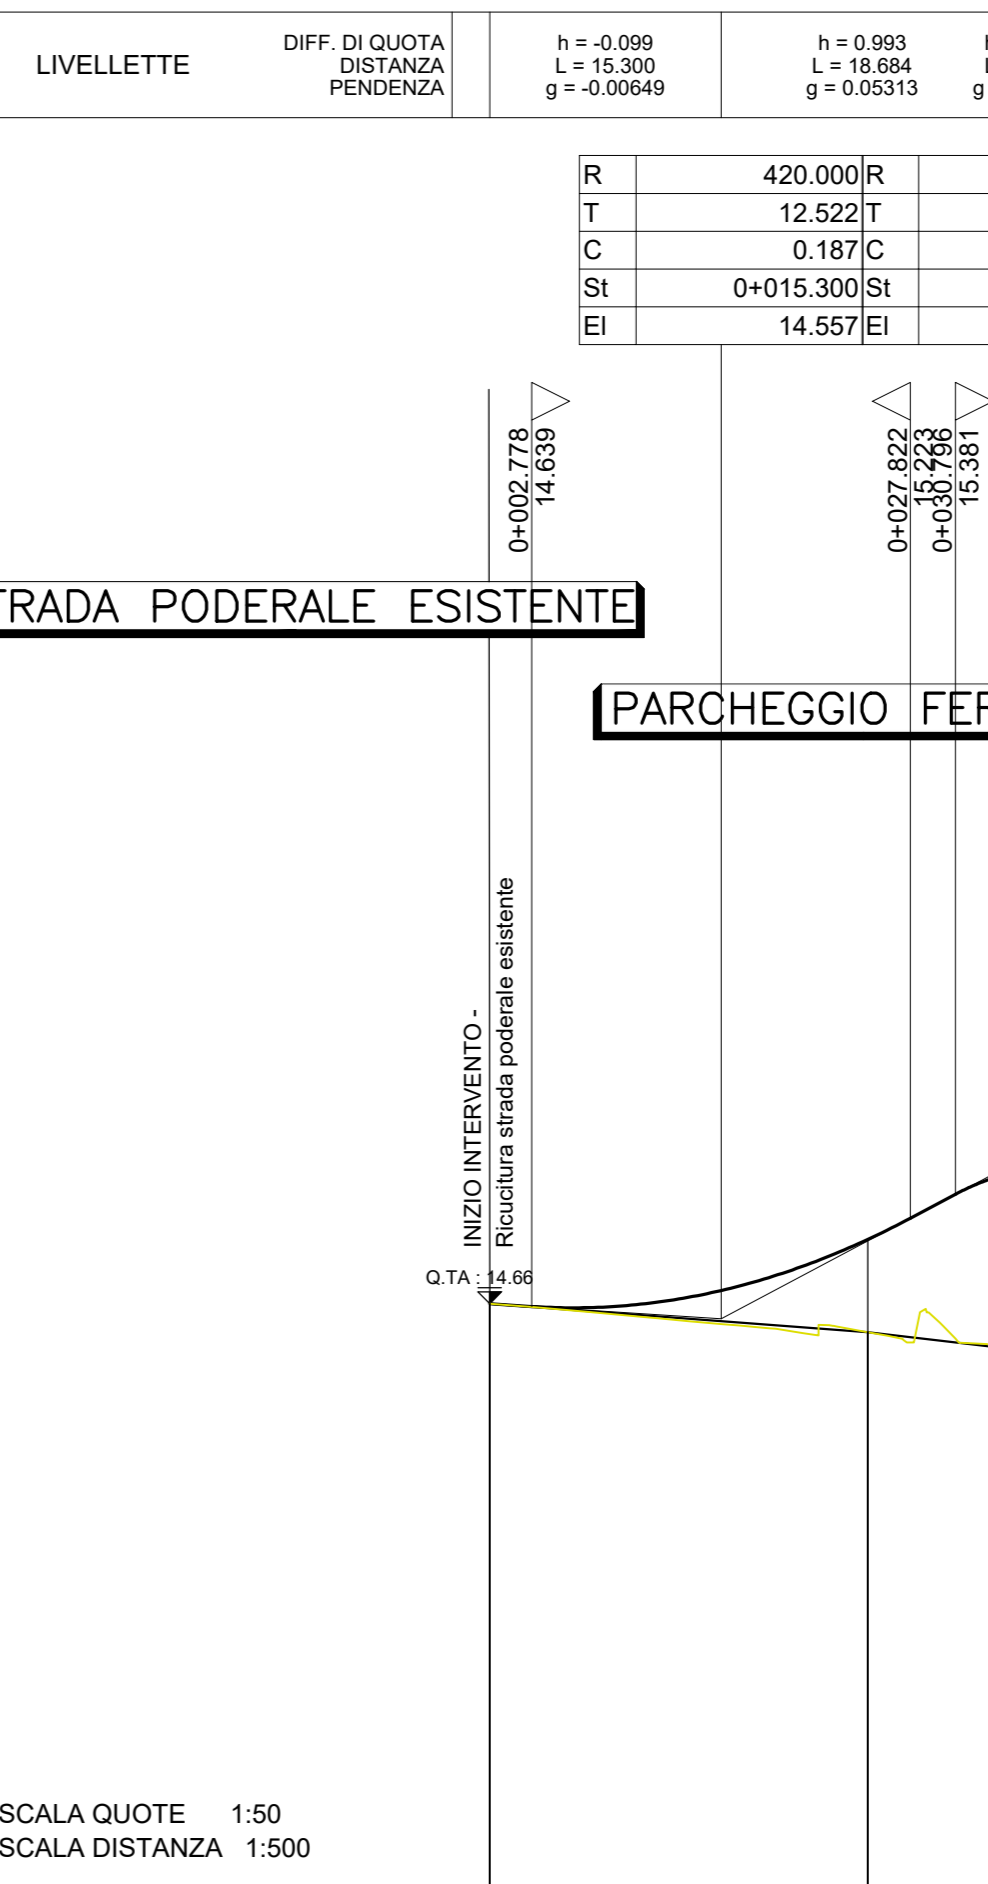 LIVELLETTE
DIFF. DI QUOTA
DISTANZA
PENDENZA
h = -0.099
L = 15.300
g = -0.00649
h = 0.993
L = 18.684
g = 0.05313
g
R 420.000 R
T 12.522 T
C 0.187 C
St 0+015.300 St
El 14.557 El
0+002.778
14.639
0+027.822
15.223
0+030.796
15.381
TRADA PODERALE ESISTENTE
PARCHEGGIO FER
INIZIO INTERVENTO -
Ricucitura strada poderale esistente
Q.TA : 14.66
SCALA QUOTE 1:50
SCALA DISTANZA 1:500